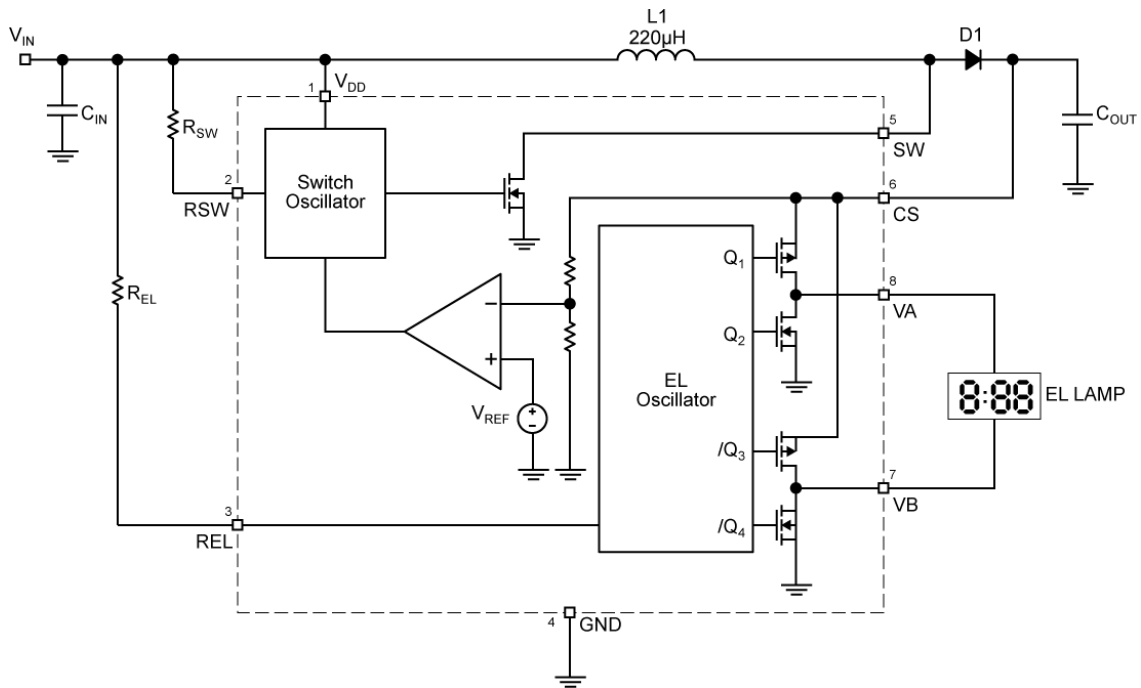 L1
220µH
D1
VIN
CIN
RSW
1
VDD
COUT
5
SW
2
RSW
Switch
Oscillator
6
CS
REL
Q1
8
VA
−
+
Q2
VREF
+
−
EL
Oscillator
8:88
EL LAMP
/Q3
7
VB
3
REL
/Q4
4
GND